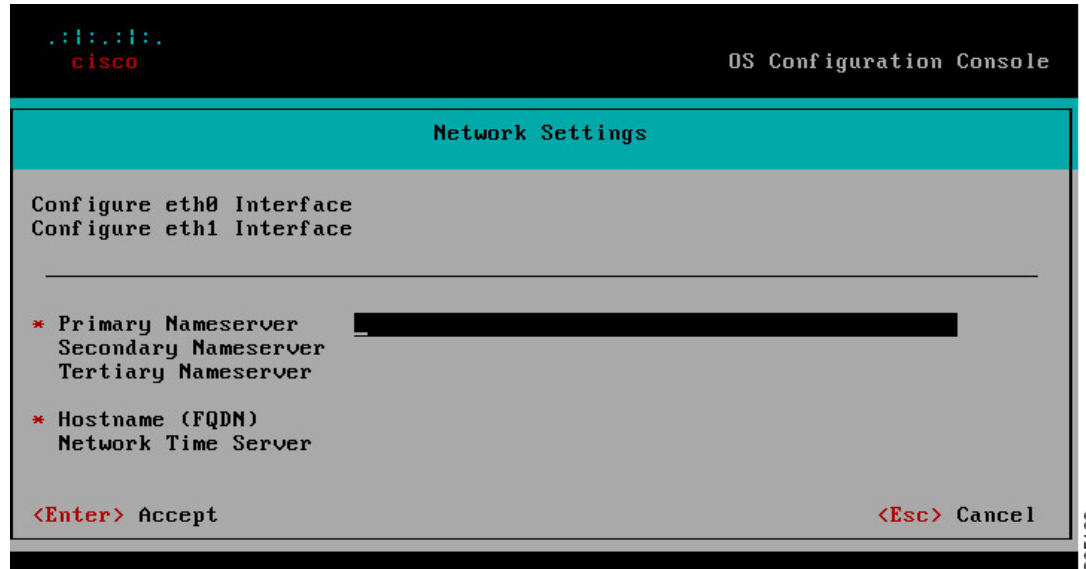 .:|:.:|:.
cisco
OS Configuration Console
Network Settings
Configure eth0 Interface
Configure eth1 Interface
* Primary Nameserver
Secondary Nameserver
Tertiary Nameserver
* Hostname (FQDN)
Network Time Server
<Enter> Accept
<Esc> Cancel